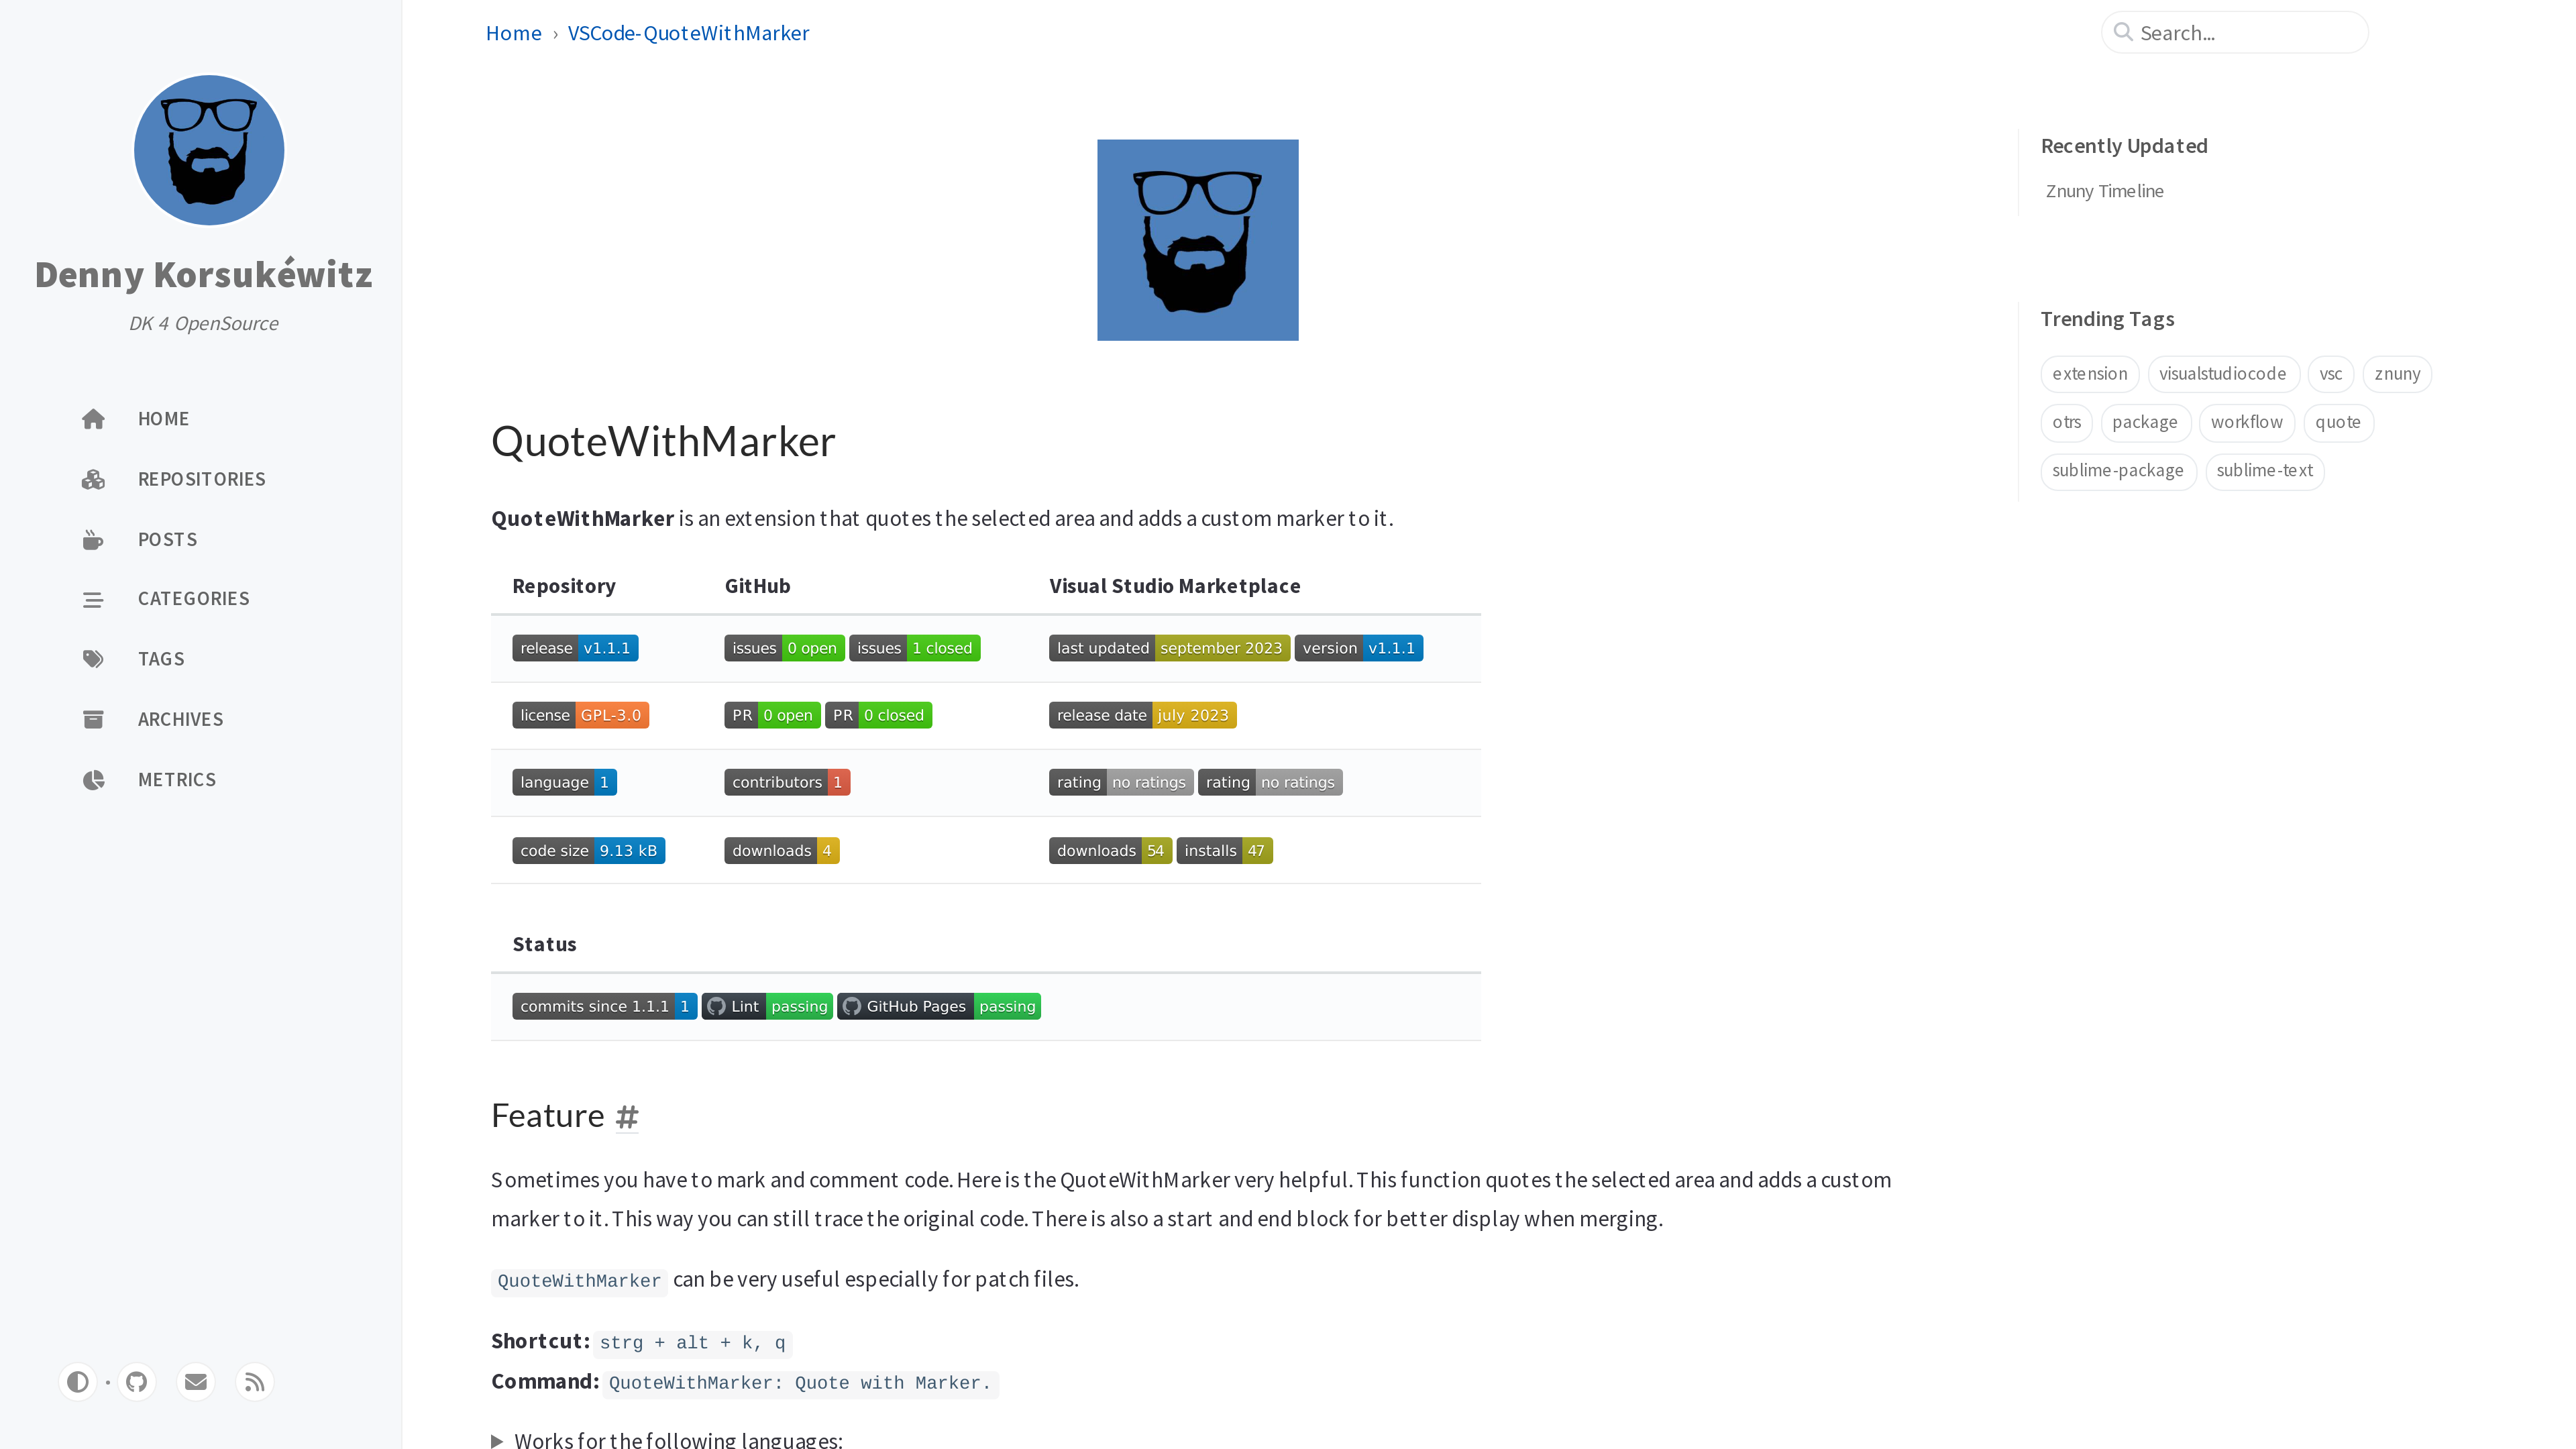 Denny Korsukéwitz
DK 4 OpenSource
HOME
REPOSITORIES
POSTS
CATEGORIES
TAGS
ARCHIVES
METRICS
Home › VSCode-QuoteWithMarker
Search...
QuoteWithMarker
QuoteWithMarker is an extension that quotes the selected area and adds a custom marker to it.
Repository GitHub Visual Studio Marketplace
release v1.1.1 issues 0 open issues 1 closed last updated september 2023 version v1.1.1
license GPL-3.0 PR 0 open PR 0 closed release date july 2023
language 1 contributors 1 rating no ratings rating no ratings
code size 9.13 kB downloads 4 downloads 54 installs 47
Status
commits since 1.1.1 1 Lint passing GitHub Pages passing
Feature #
Sometimes you have to mark and comment code. Here is the QuoteWithMarker very helpful. This function quotes the selected area and adds a custom
marker to it. This way you can still trace the original code. There is also a start and end block for better display when merging.
QuoteWithMarker can be very useful especially for patch files.
Shortcut: strg + alt + k, q
Command: QuoteWithMarker: Quote with Marker.
Works for the following languages:
Recently Updated
Znuny Timeline
Trending Tags
extension visualstudiocode vsc znuny
otrs package workflow quote
sublime-package sublime-text